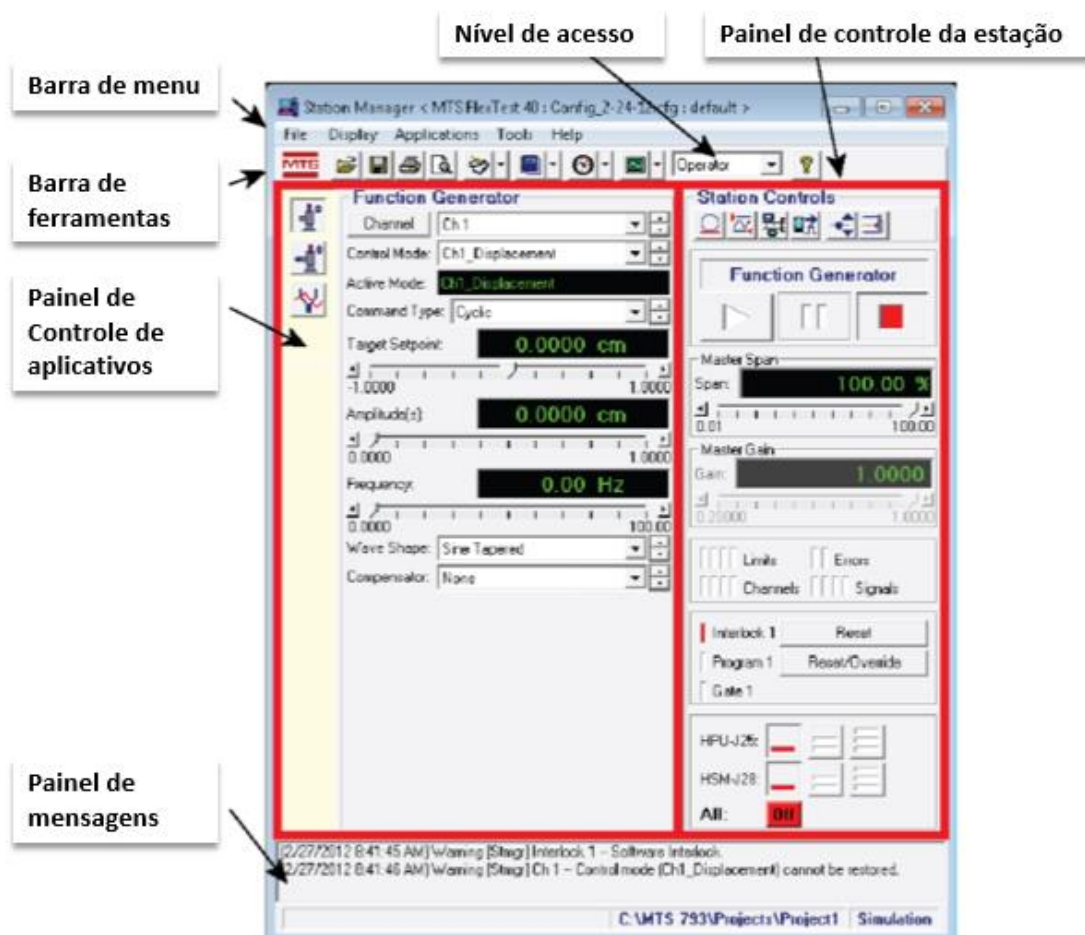 Nível de acesso
Painel de controle da estação
Barra de menu
Station Manager < MTS FlexTest 40 : Config_2-24-12.cfg : default >
File Display Applications Tools Help
MTS
Operator
Barra de
ferramentas
Function Generator
Channel Ch 1
Control Mode: Ch1_Displacement
Active Mode: Ch1_Displacement
Command Type: Cyclic
Target Setpoint: 0.0000 cm
-1.0000 1.0000
Amplitude(±): 0.0000 cm
0.0000 1.0000
Frequency: 0.00 Hz
0.0000 100.00
Wave Shape: Sine Tapered
Compensator: None
Painel de
Controle de
aplicativos
Station Controls
Function Generator
Master Span
Span: 100.00 %
0.01 100.00
Master Gain
Gain: 1.0000
0.20000 1.0000
Limits Errors
Channels Signals
Interlock 1 Reset
Program 1 Reset/Override
Gate 1
HPU-J25:
HSM-J28:
All: Off
Painel de
mensagens
[2/27/2012 8:41:45 AM] Warning [Stmgr] Interlock 1 – Software Interlock.
[2/27/2012 8:41:46 AM] Warning [Stmgr] Ch 1 – Control mode (Ch1_Displacement) cannot be restored.
C:\MTS 793\Projects\Project1 Simulation